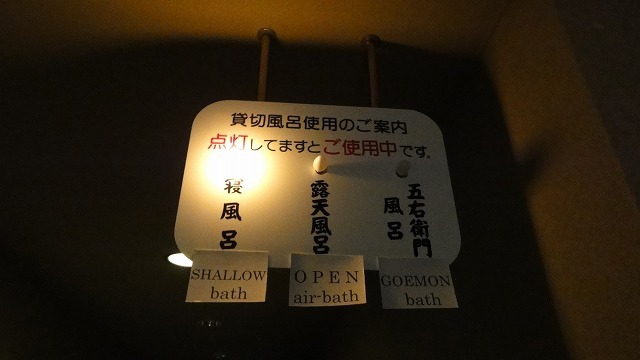 貸切風呂使用のご案内
点灯してますとご使用中です。
寝風呂
露天風呂
五右衛門
風呂
SHALLOW
bath
OPEN
air-bath
GOEMON
bath